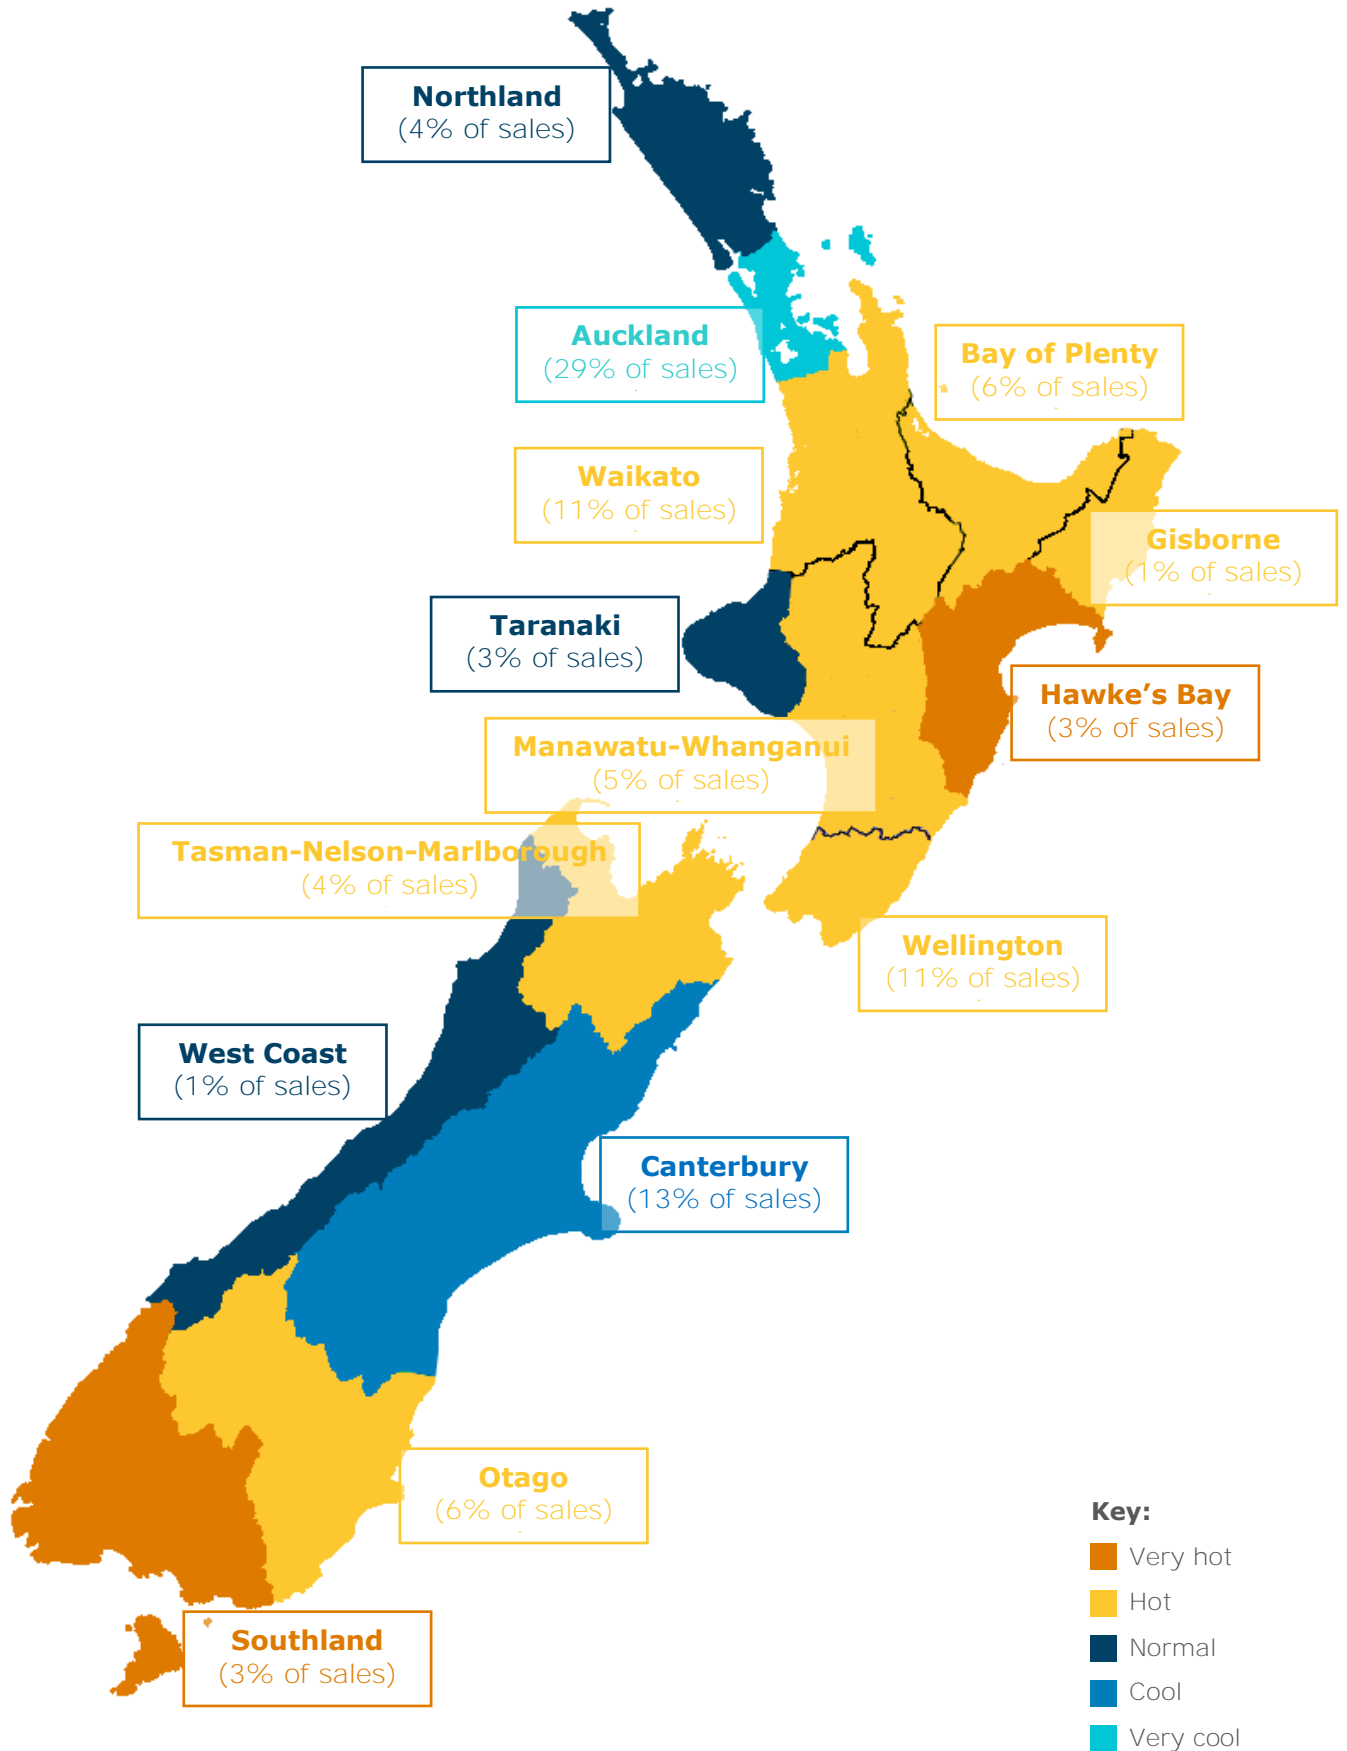 Northland
(4% of sales)
Auckland
(29% of sales)
Bay of Plenty
(6% of sales)
Waikato
(11% of sales)
Gisborne
(1% of sales)
Taranaki
(3% of sales)
Hawke’s Bay
(3% of sales)
Manawatu-Whanganui
(5% of sales)
Tasman-Nelson-Marlborough
(4% of sales)
Wellington
(11% of sales)
West Coast
(1% of sales)
Canterbury
(13% of sales)
Otago
(6% of sales)
Southland
(3% of sales)
Key:
Very hot
Hot
Normal
Cool
Very cool